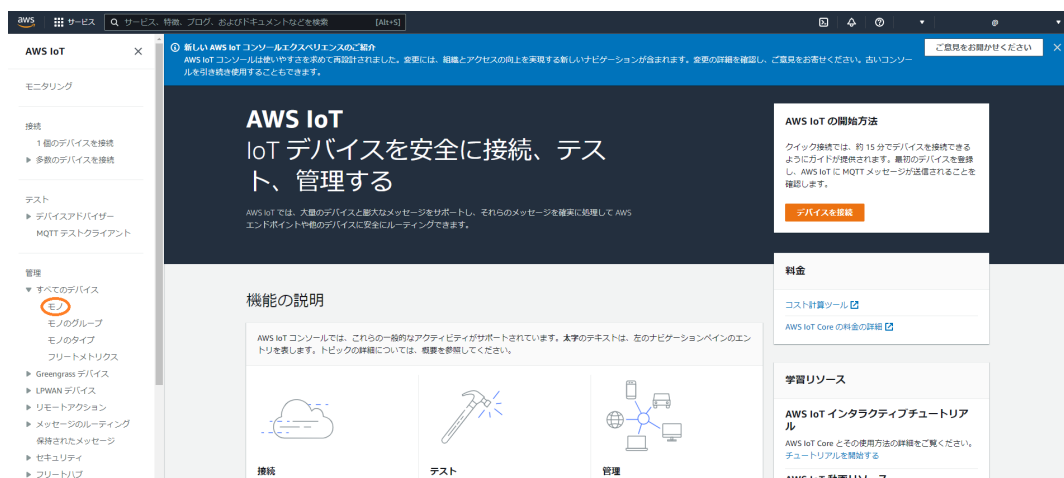 aws
サービス
サービス、特徴、ブログ、およびドキュメントなどを検索
[Alt+S]
@
AWS IoT
モニタリング
接続
1 個のデバイスを接続
多数のデバイスを接続
テスト
デバイスアドバイザー
MQTT テストクライアント
管理
すべてのデバイス
モノ
モノのグループ
モノのタイプ
フリートメトリクス
Greengrass デバイス
LPWAN デバイス
リモートアクション
メッセージのルーティング
保持されたメッセージ
セキュリティ
フリートハブ
新しい AWS IoT コンソールエクスペリエンスのご紹介
AWS IoT コンソールは使いやすさを求めて再設計されました。変更には、組織とアクセスの向上を実現する新しいナビゲーションが含まれます。変更の詳細を確認し、ご意見をお寄せください。古いコンソー
ルを引き続き使用することもできます。
ご意見をお聞かせください
AWS IoT
IoT デバイスを安全に接続、テス
ト、管理する
AWS IoT では、大量のデバイスと膨大なメッセージをサポートし、それらのメッセージを確実に処理して AWS
エンドポイントや他のデバイスに安全にルーティングできます。
AWS IoT の開始方法
クイック接続では、約 15 分でデバイスを接続できる
ようにガイドが提供されます。最初のデバイスを登録
し、AWS IoT に MQTT メッセージが送信されることを
確認します。
デバイスを接続
料金
コスト計算ツール
AWS IoT Core の料金の詳細
機能の説明
AWS IoT コンソールでは、これらの一般的なアクティビティがサポートされています。太字のテキストは、左のナビゲーションペインのエン
トリを表します。トピックの詳細については、概要を参照してください。
接続
テスト
管理
学習リソース
AWS IoT インタラクティブチュートリア
ル
AWS IoT Core とその使用方法の詳細をご覧ください。
チュートリアルを開始する
AWS IoT 動画リソース